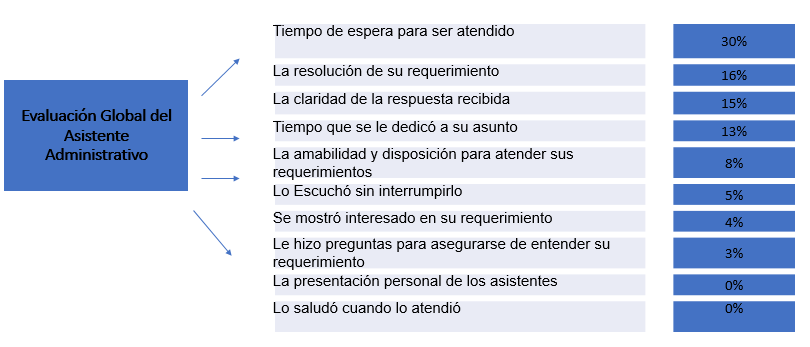 Evaluación Global del
Asistente
Administrativo
Tiempo de espera para ser atendido
30%
La resolución de su requerimiento
16%
La claridad de la respuesta recibida
15%
Tiempo que se le dedicó a su asunto
13%
La amabilidad y disposición para atender sus
requerimientos
8%
Lo Escuchó sin interrumpirlo
5%
Se mostró interesado en su requerimiento
4%
Le hizo preguntas para asegurarse de entender su
requerimiento
3%
La presentación personal de los asistentes
0%
Lo saludó cuando lo atendió
0%